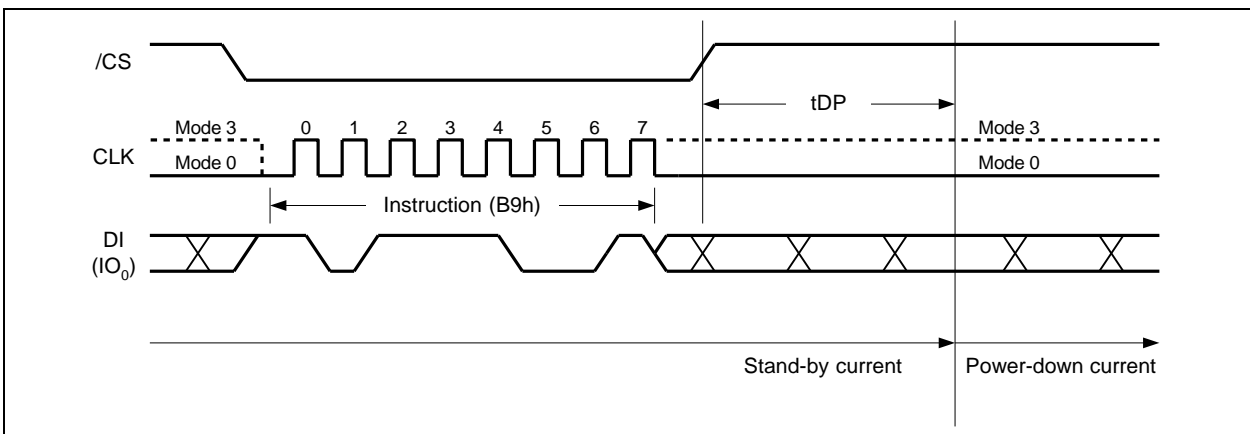 /CS
tDP
Mode 3
0 1 2 3 4 5 6 7
Mode 3
CLK
Mode 0
Mode 0
Instruction (B9h)
DI
(IO₀)
Stand-by current
Power-down current